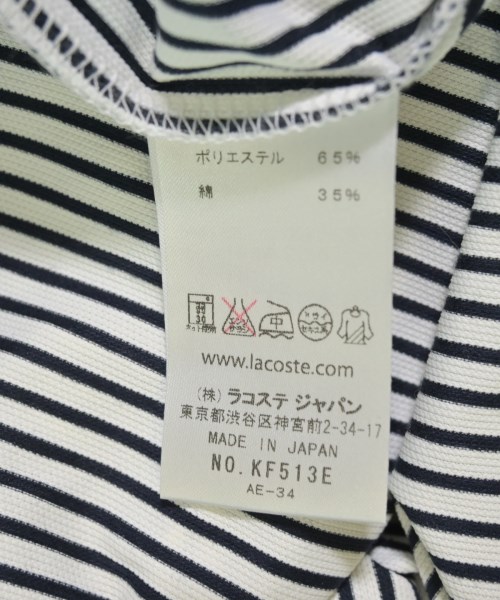 ポリエステル 65%
綿 35%
中
www.lacoste.com
(株) ラコステ ジャパン
東京都渋谷区神宮前2-34-17
MADE IN JAPAN
NO. KF513E
AE-34